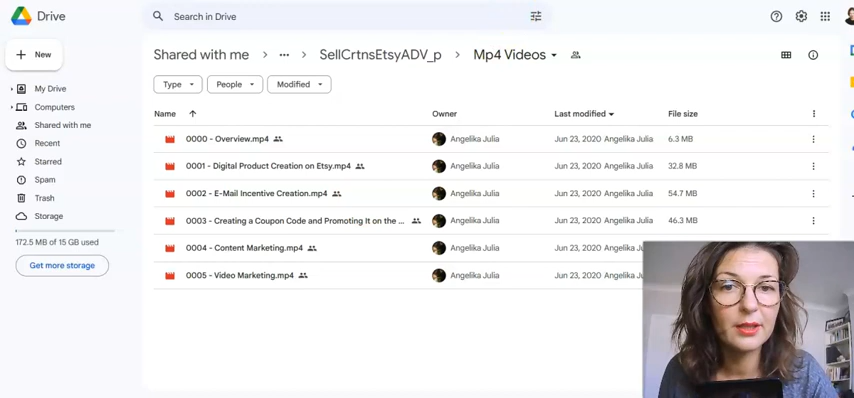 Drive
Search in Drive
New
My Drive
Computers
Shared with me
Recent
Starred
Spam
Trash
Storage
172.5 MB of 15 GB used
Get more storage
Shared with me > ... > SellCrtnsEtsyADV_p > Mp4 Videos
Type People Modified
Name Owner Last modified File size
0000 - Overview.mp4 Angelika Julia Jun 23, 2020 Angelika Julia 6.3 MB
0001 - Digital Product Creation on Etsy.mp4 Angelika Julia Jun 23, 2020 Angelika Julia 32.8 MB
0002 - E-Mail Incentive Creation.mp4 Angelika Julia Jun 23, 2020 Angelika Julia 54.7 MB
0003 - Creating a Coupon Code and Promoting It on the ... Angelika Julia Jun 23, 2020 Angelika Julia 46.3 MB
0004 - Content Marketing.mp4 Angelika Julia Jun 23, 2020 Angelika Julia
0005 - Video Marketing.mp4 Angelika Julia Jun 23, 2020 Angelika Julia